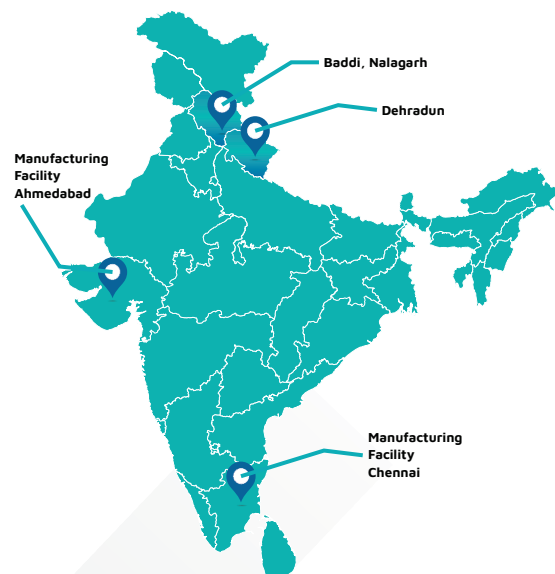 Baddi, Nalagarh
Dehradun
Manufacturing
Facility
Ahmedabad
Manufacturing
Facility
Chennai